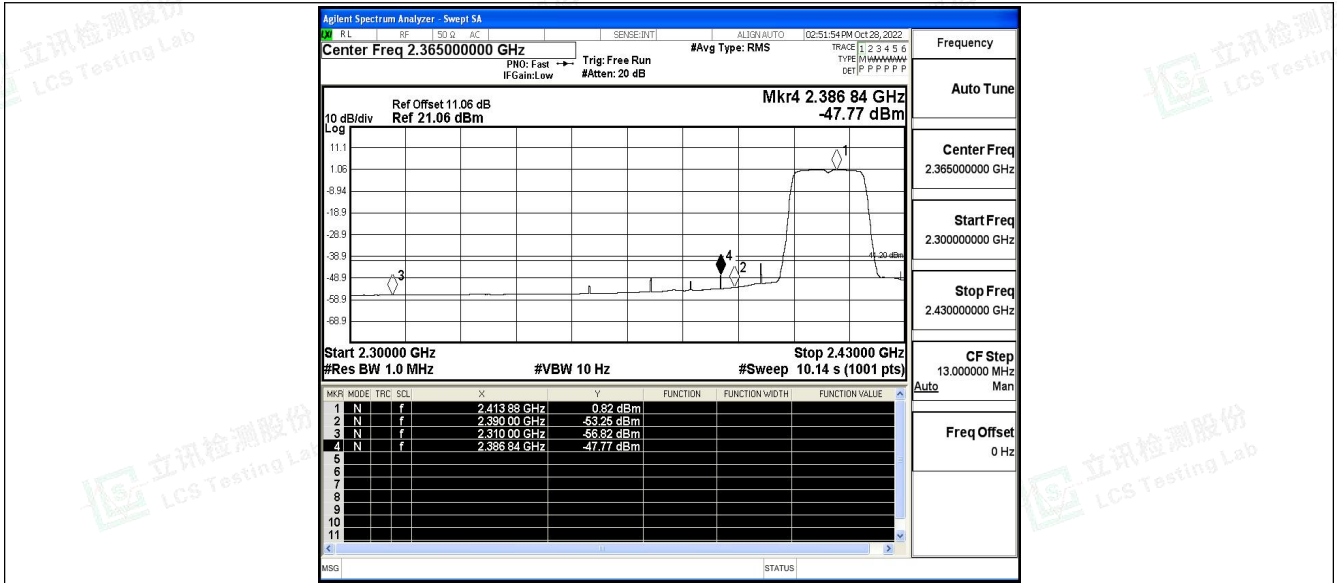 Agilent Spectrum Analyzer - Swept SA
LXI RL RF 50 Ω AC SENSE:INT ALIGN AUTO 02:51:54 PM Oct 28, 2022
Center Freq 2.365000000 GHz
PNO: Fast
IFGain:Low
Trig: Free Run
#Atten: 20 dB
#Avg Type: RMS
TRACE 1 2 3 4 5 6
TYPE M WWWWW
DET P P P P P P
Mkr4 2.386 84 GHz
-47.77 dBm
Ref Offset 11.06 dB
10 dB/div Ref 21.06 dBm
Log
11.1
1.06
-8.94
-18.9
-28.9
-38.9
-48.9
-58.9
-68.9
1
2
3
4
-41.20 dBm
Start 2.30000 GHz Stop 2.43000 GHz
#Res BW 1.0 MHz #VBW 10 Hz #Sweep 10.14 s (1001 pts)
MKR MODE TRC SCL X Y FUNCTION FUNCTION WIDTH FUNCTION VALUE
1 N f 2.413 88 GHz 0.82 dBm
2 N f 2.390 00 GHz -53.25 dBm
3 N f 2.310 00 GHz -56.82 dBm
4 N f 2.386 84 GHz -47.77 dBm
5
6
7
8
9
10
11
MSG STATUS
Frequency
Auto Tune
Center Freq
2.365000000 GHz
Start Freq
2.300000000 GHz
Stop Freq
2.430000000 GHz
CF Step
13.000000 MHz
Auto Man
Freq Offset
0 Hz
立讯检测股份
LCS Testing Lab
LCS Testing
立讯检测股份
LCS Testing Lab
立讯检测股份
LCS Testing Lab